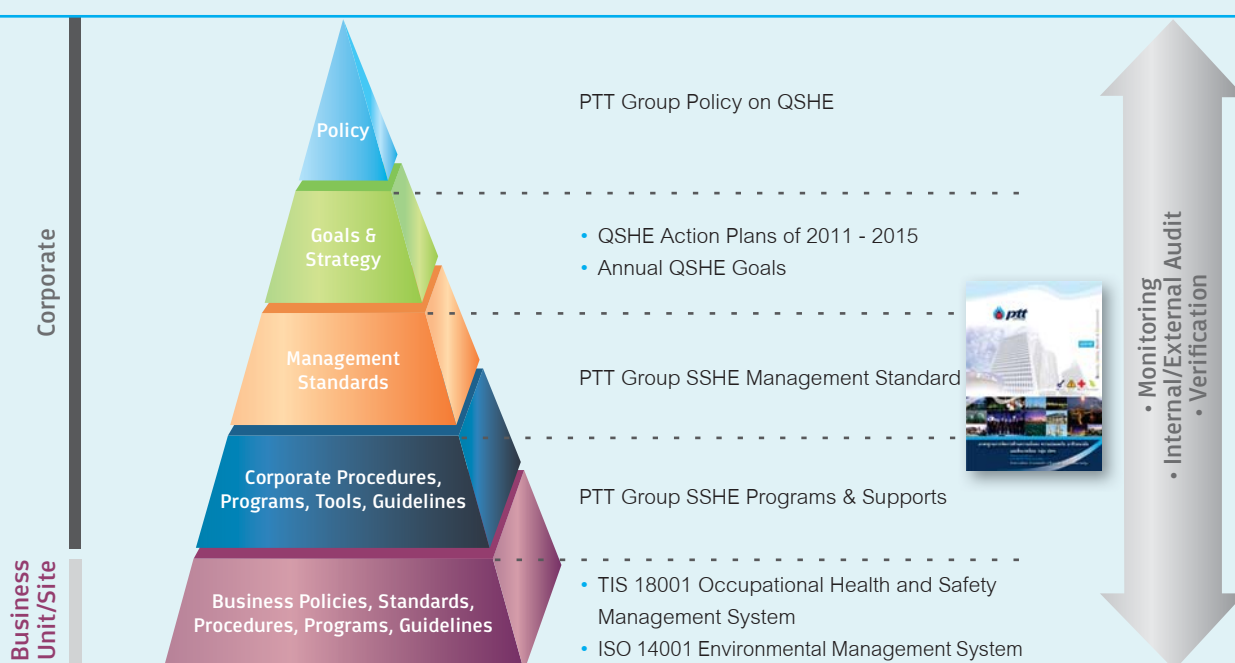 Policy
PTT Group Policy on QSHE
Corporate
Goals &
Strategy
• QSHE Action Plans of 2011 - 2015
• Annual QSHE Goals
Management
Standards
PTT Group SSHE Management Standard
ptt
Corporate Procedures,
Programs, Tools, Guidelines
PTT Group SSHE Programs & Supports
Business
Unit/Site
Business Policies, Standards,
Procedures, Programs, Guidelines
• TIS 18001 Occupational Health and Safety
Management System
• ISO 14001 Environmental Management System
• Monitoring
• Internal/External Audit
• Verification